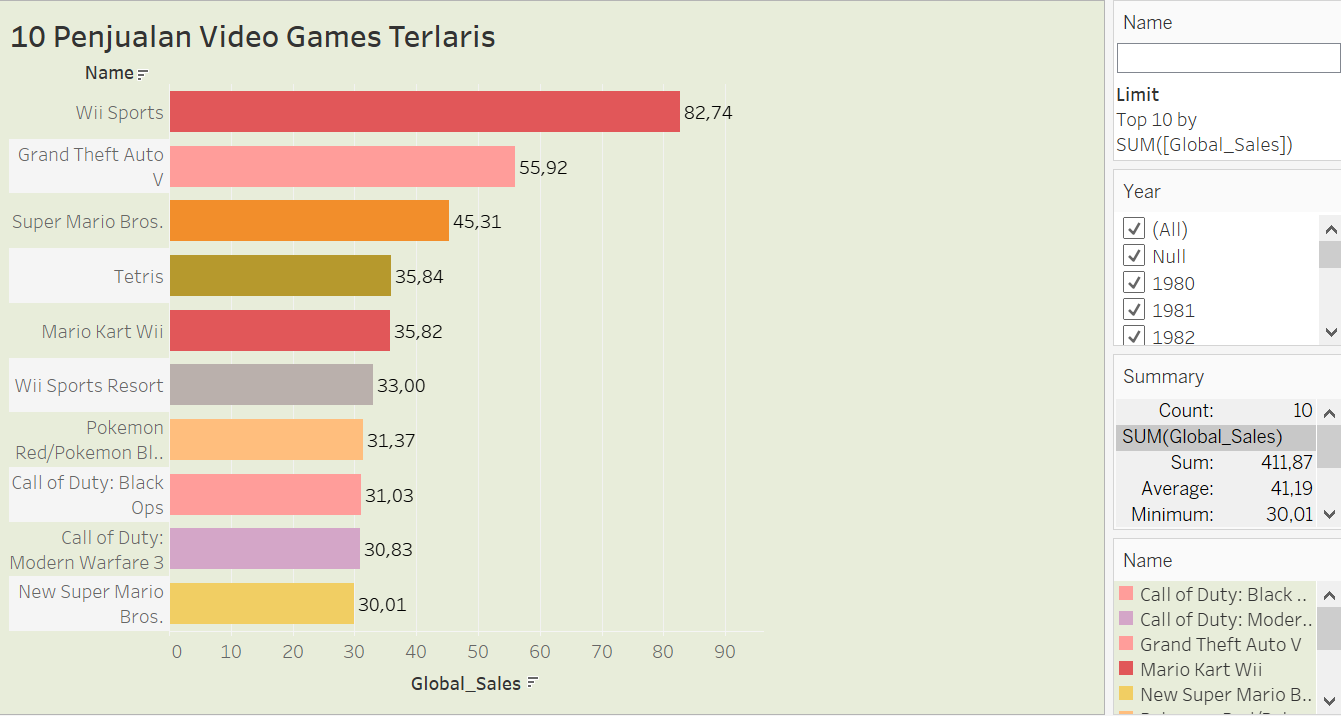 10 Penjualan Video Games Terlaris
Name
Wii Sports
82,74
Grand Theft Auto
V
55,92
Super Mario Bros.
45,31
Tetris
35,84
Mario Kart Wii
35,82
Wii Sports Resort
33,00
Pokemon
Red/Pokemon Bl..
31,37
Call of Duty: Black
Ops
31,03
Call of Duty:
Modern Warfare 3
30,83
New Super Mario
Bros.
30,01
0 10 20 30 40 50 60 70 80 90
Global_Sales
Name
Limit
Top 10 by
SUM([Global_Sales])
Year
(All)
Null
1980
1981
1982
Summary
Count: 10
SUM(Global_Sales)
Sum: 411,87
Average: 41,19
Minimum: 30,01
Name
Call of Duty: Black ..
Call of Duty: Moder..
Grand Theft Auto V
Mario Kart Wii
New Super Mario B..